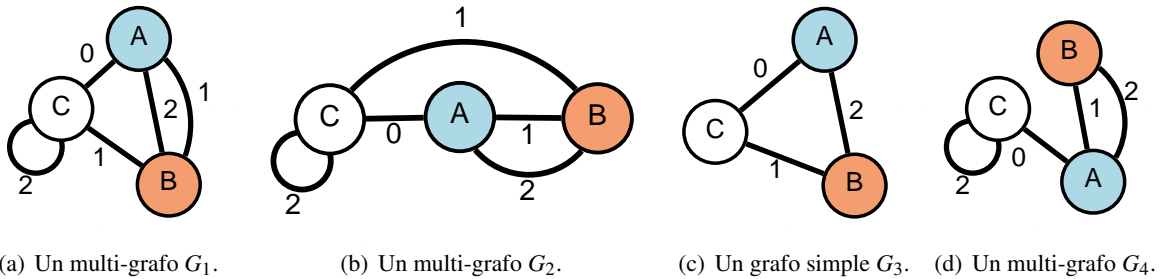 A
0
C
2
1
1
2
B
1
C
0
A
1
B
2
2
A
0
C
2
1
B
B
C
1
2
0
A
2
(a) Un multi-grafo G1.
(b) Un multi-grafo G2.
(c) Un grafo simple G3.
(d) Un multi-grafo G4.